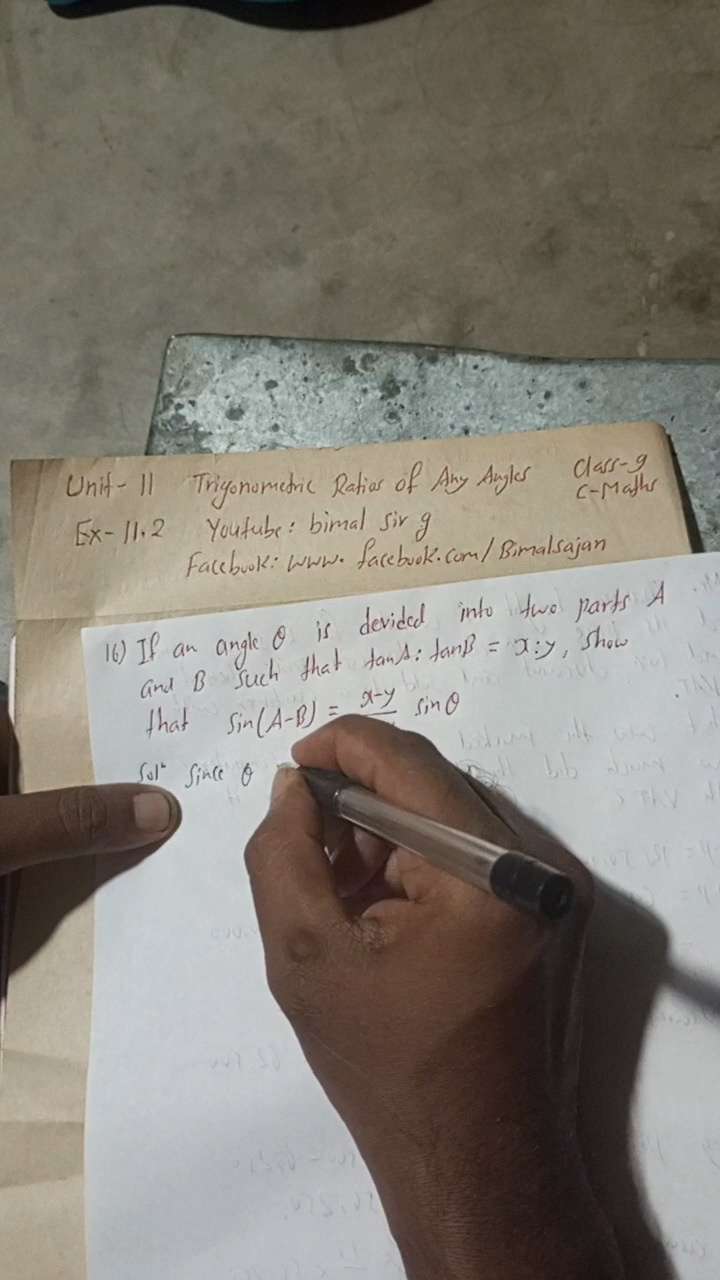 Unit-11 Trigonometric Ratios of Any Angles Class-9
C-Maths
Ex-11.2 Youtube: bimal sir g
Facebook: www.facebook.com/Bimalsajan
16) If an angle θ is devided into two parts A
and B such that tanA: tanB = x:y, show
that sin(A-B) = x-y sinθ
Solⁿ Since θ